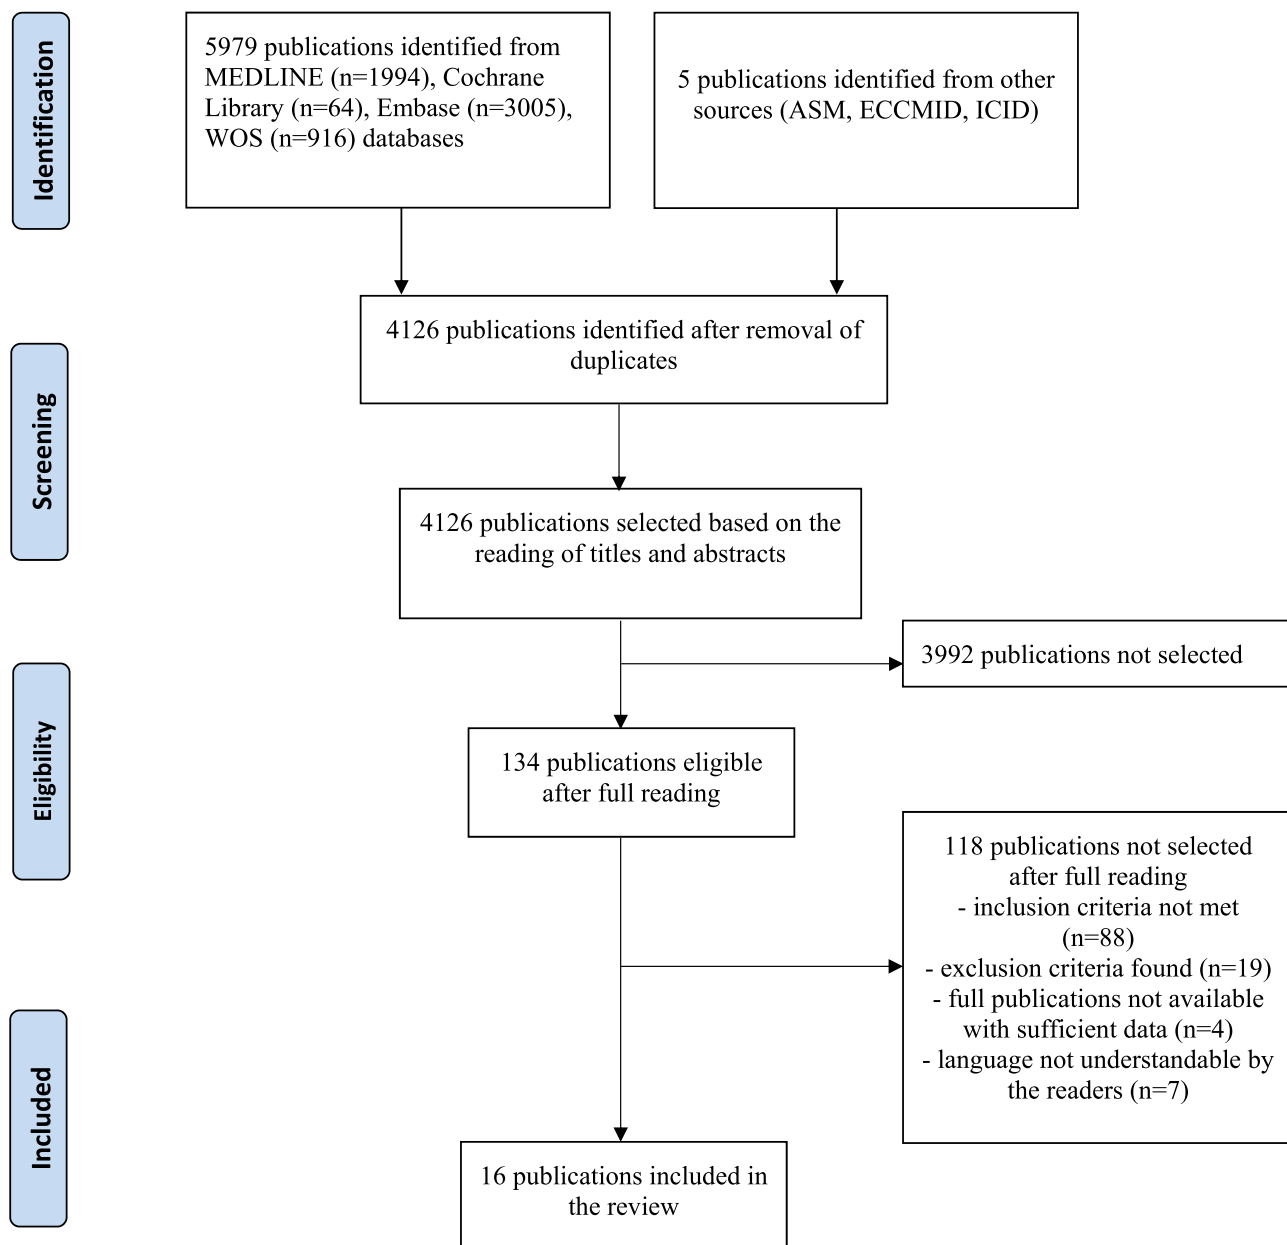 Identification
5979 publications identified from
MEDLINE (n=1994), Cochrane
Library (n=64), Embase (n=3005),
WOS (n=916) databases
5 publications identified from other
sources (ASM, ECCMID, ICID)
4126 publications identified after removal of
duplicates
Screening
4126 publications selected based on the
reading of titles and abstracts
3992 publications not selected
Eligibility
134 publications eligible
after full reading
118 publications not selected
after full reading
- inclusion criteria not met
(n=88)
- exclusion criteria found (n=19)
- full publications not available
with sufficient data (n=4)
- language not understandable by
the readers (n=7)
Included
16 publications included in
the review